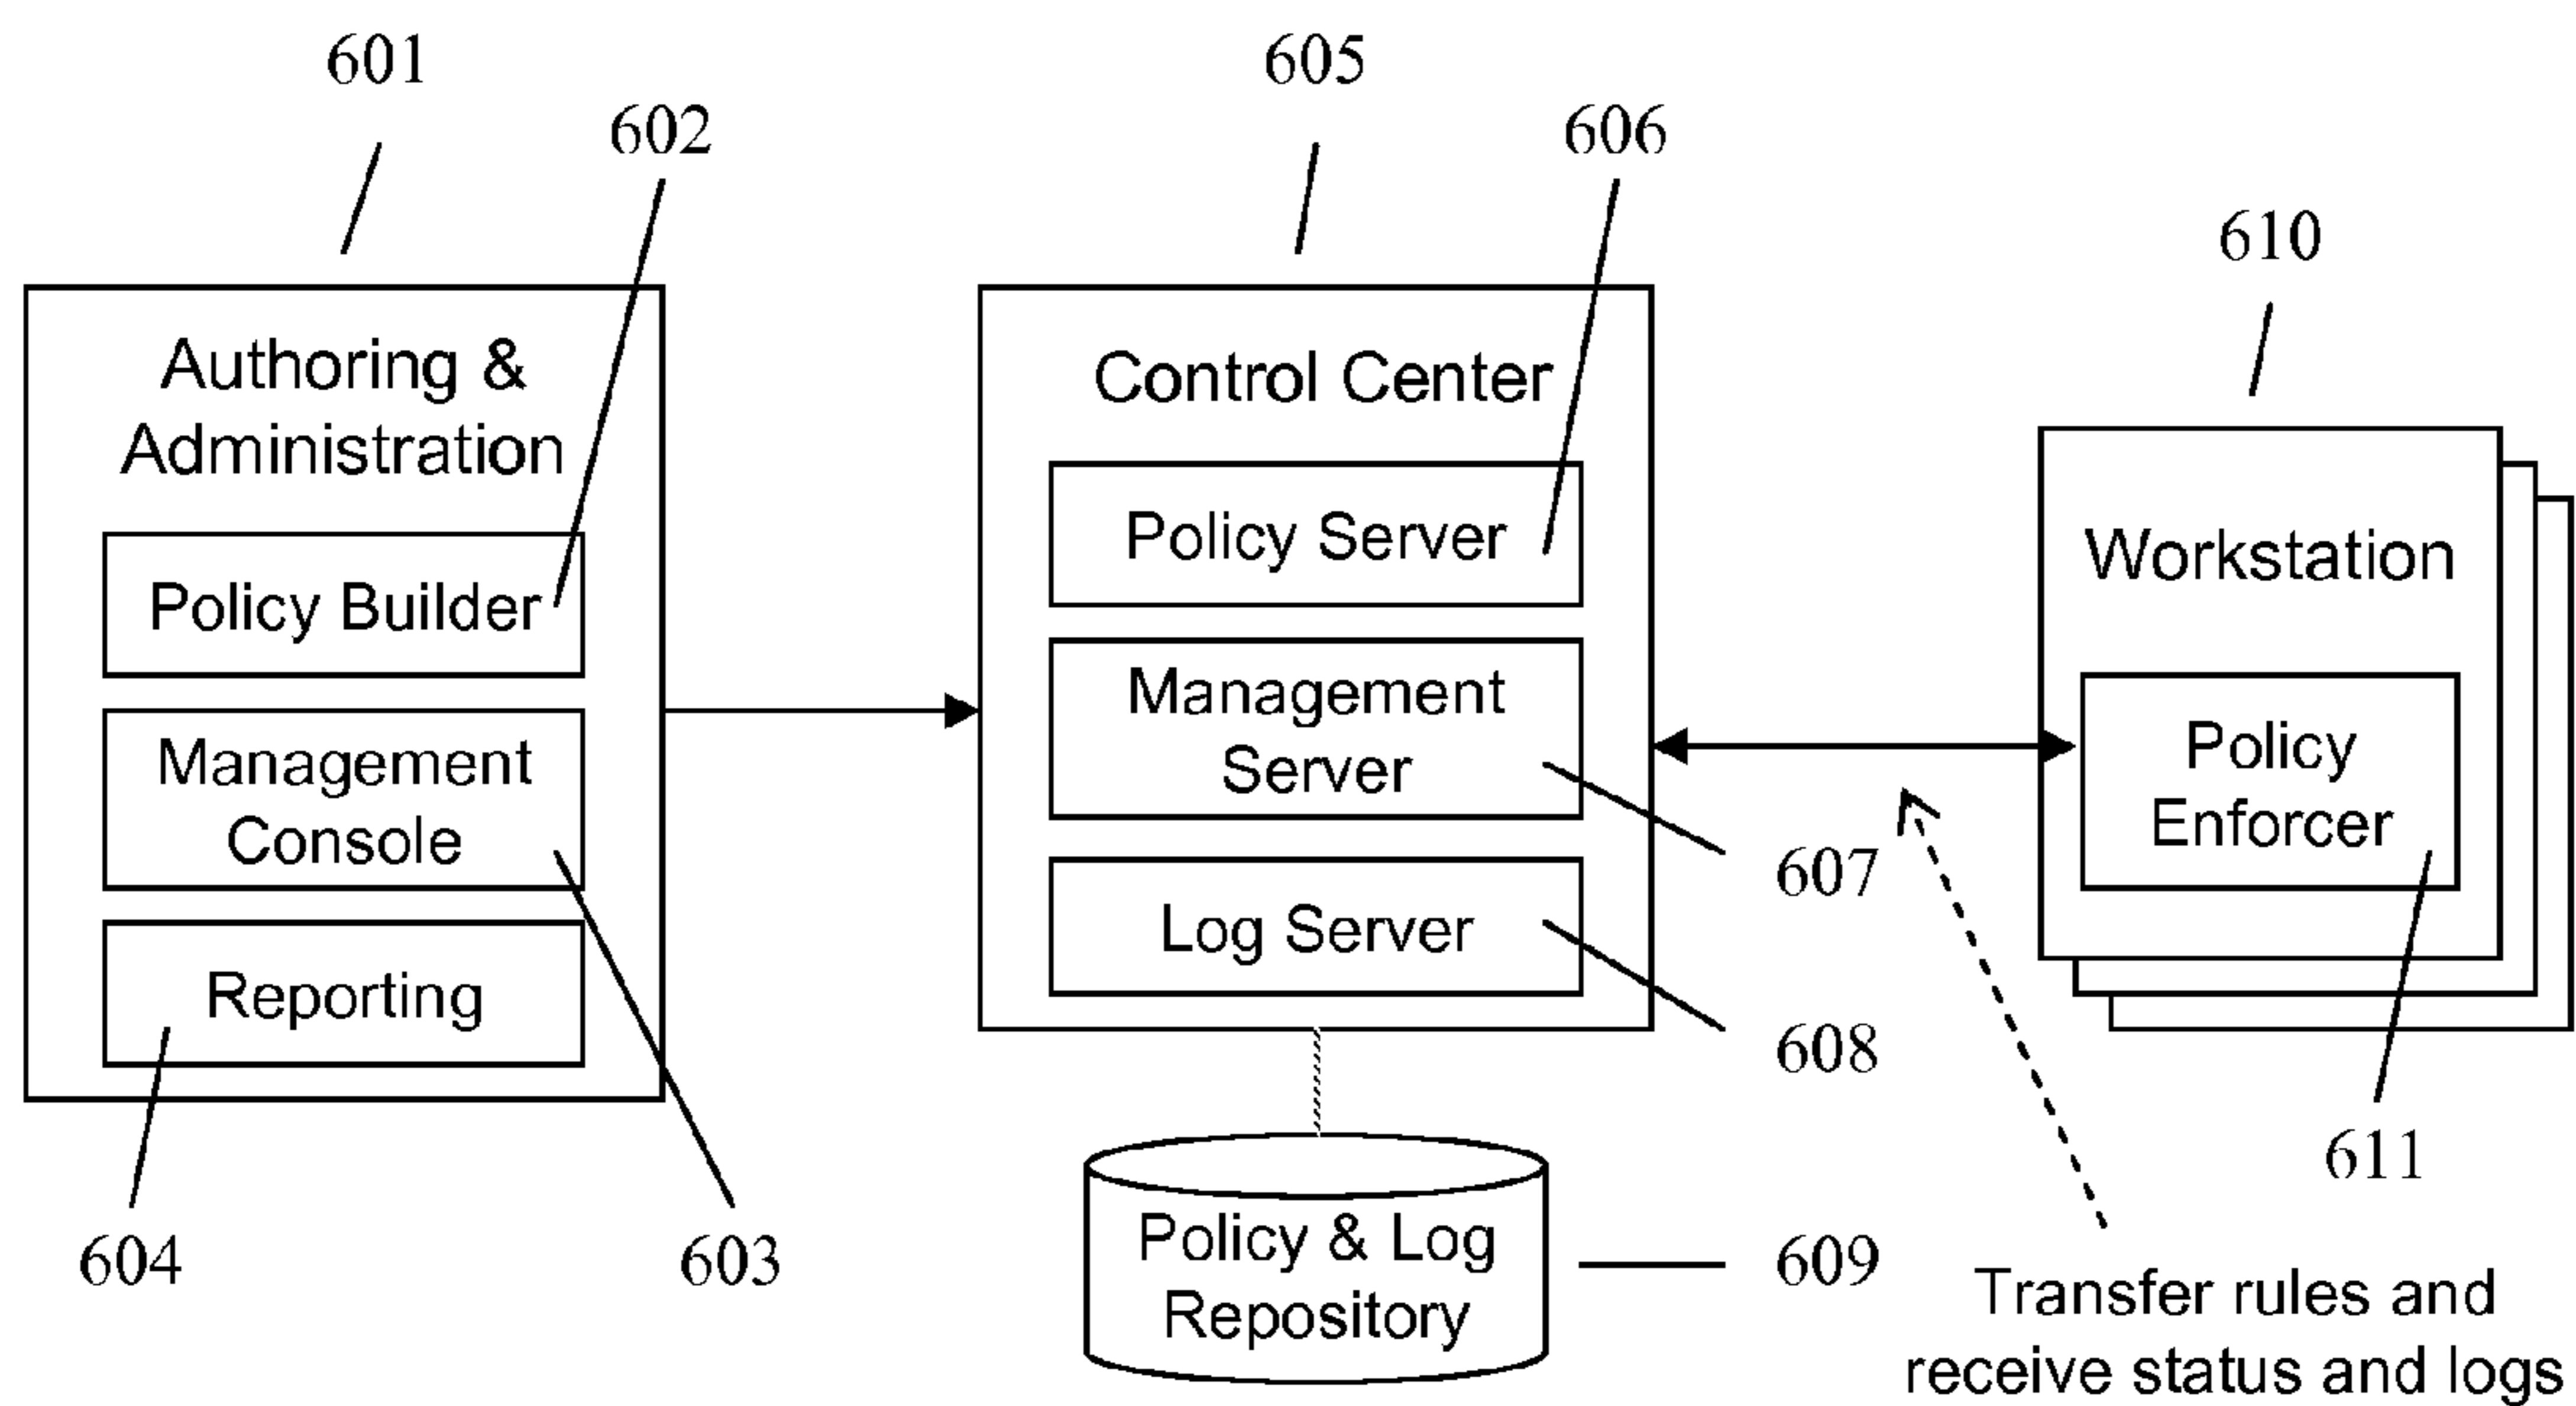 601
602
Authoring &
Administration
Policy Builder
Management
Console
Reporting
604
603
605
606
Control Center
Policy Server
Management
Server
Log Server
607
608
Policy & Log
Repository
609
610
Workstation
Policy
Enforcer
611
Transfer rules and
receive status and logs